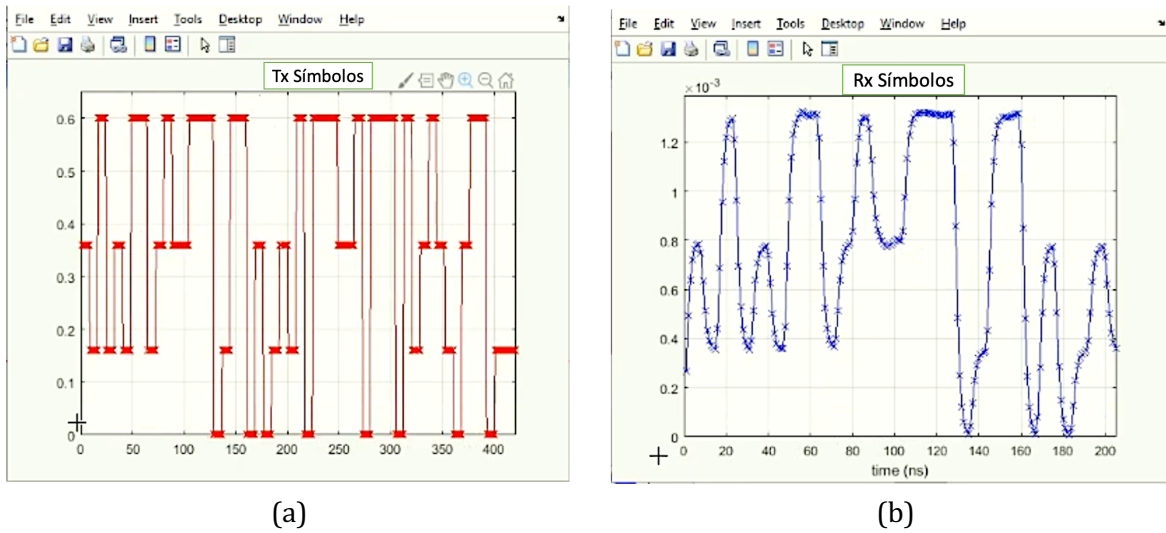 File Edit View Insert Tools Desktop Window Help
Tx Símbolos
0.6
0.5
0.4
0.3
0.2
0.1
0
0 50 100 150 200 250 300 350 400
(a)
File Edit View Insert Tools Desktop Window Help
Rx Símbolos
×10⁻³
1.2
1
0.8
0.6
0.4
0.2
0
0 20 40 60 80 100 120 140 160 180 200
time (ns)
(b)